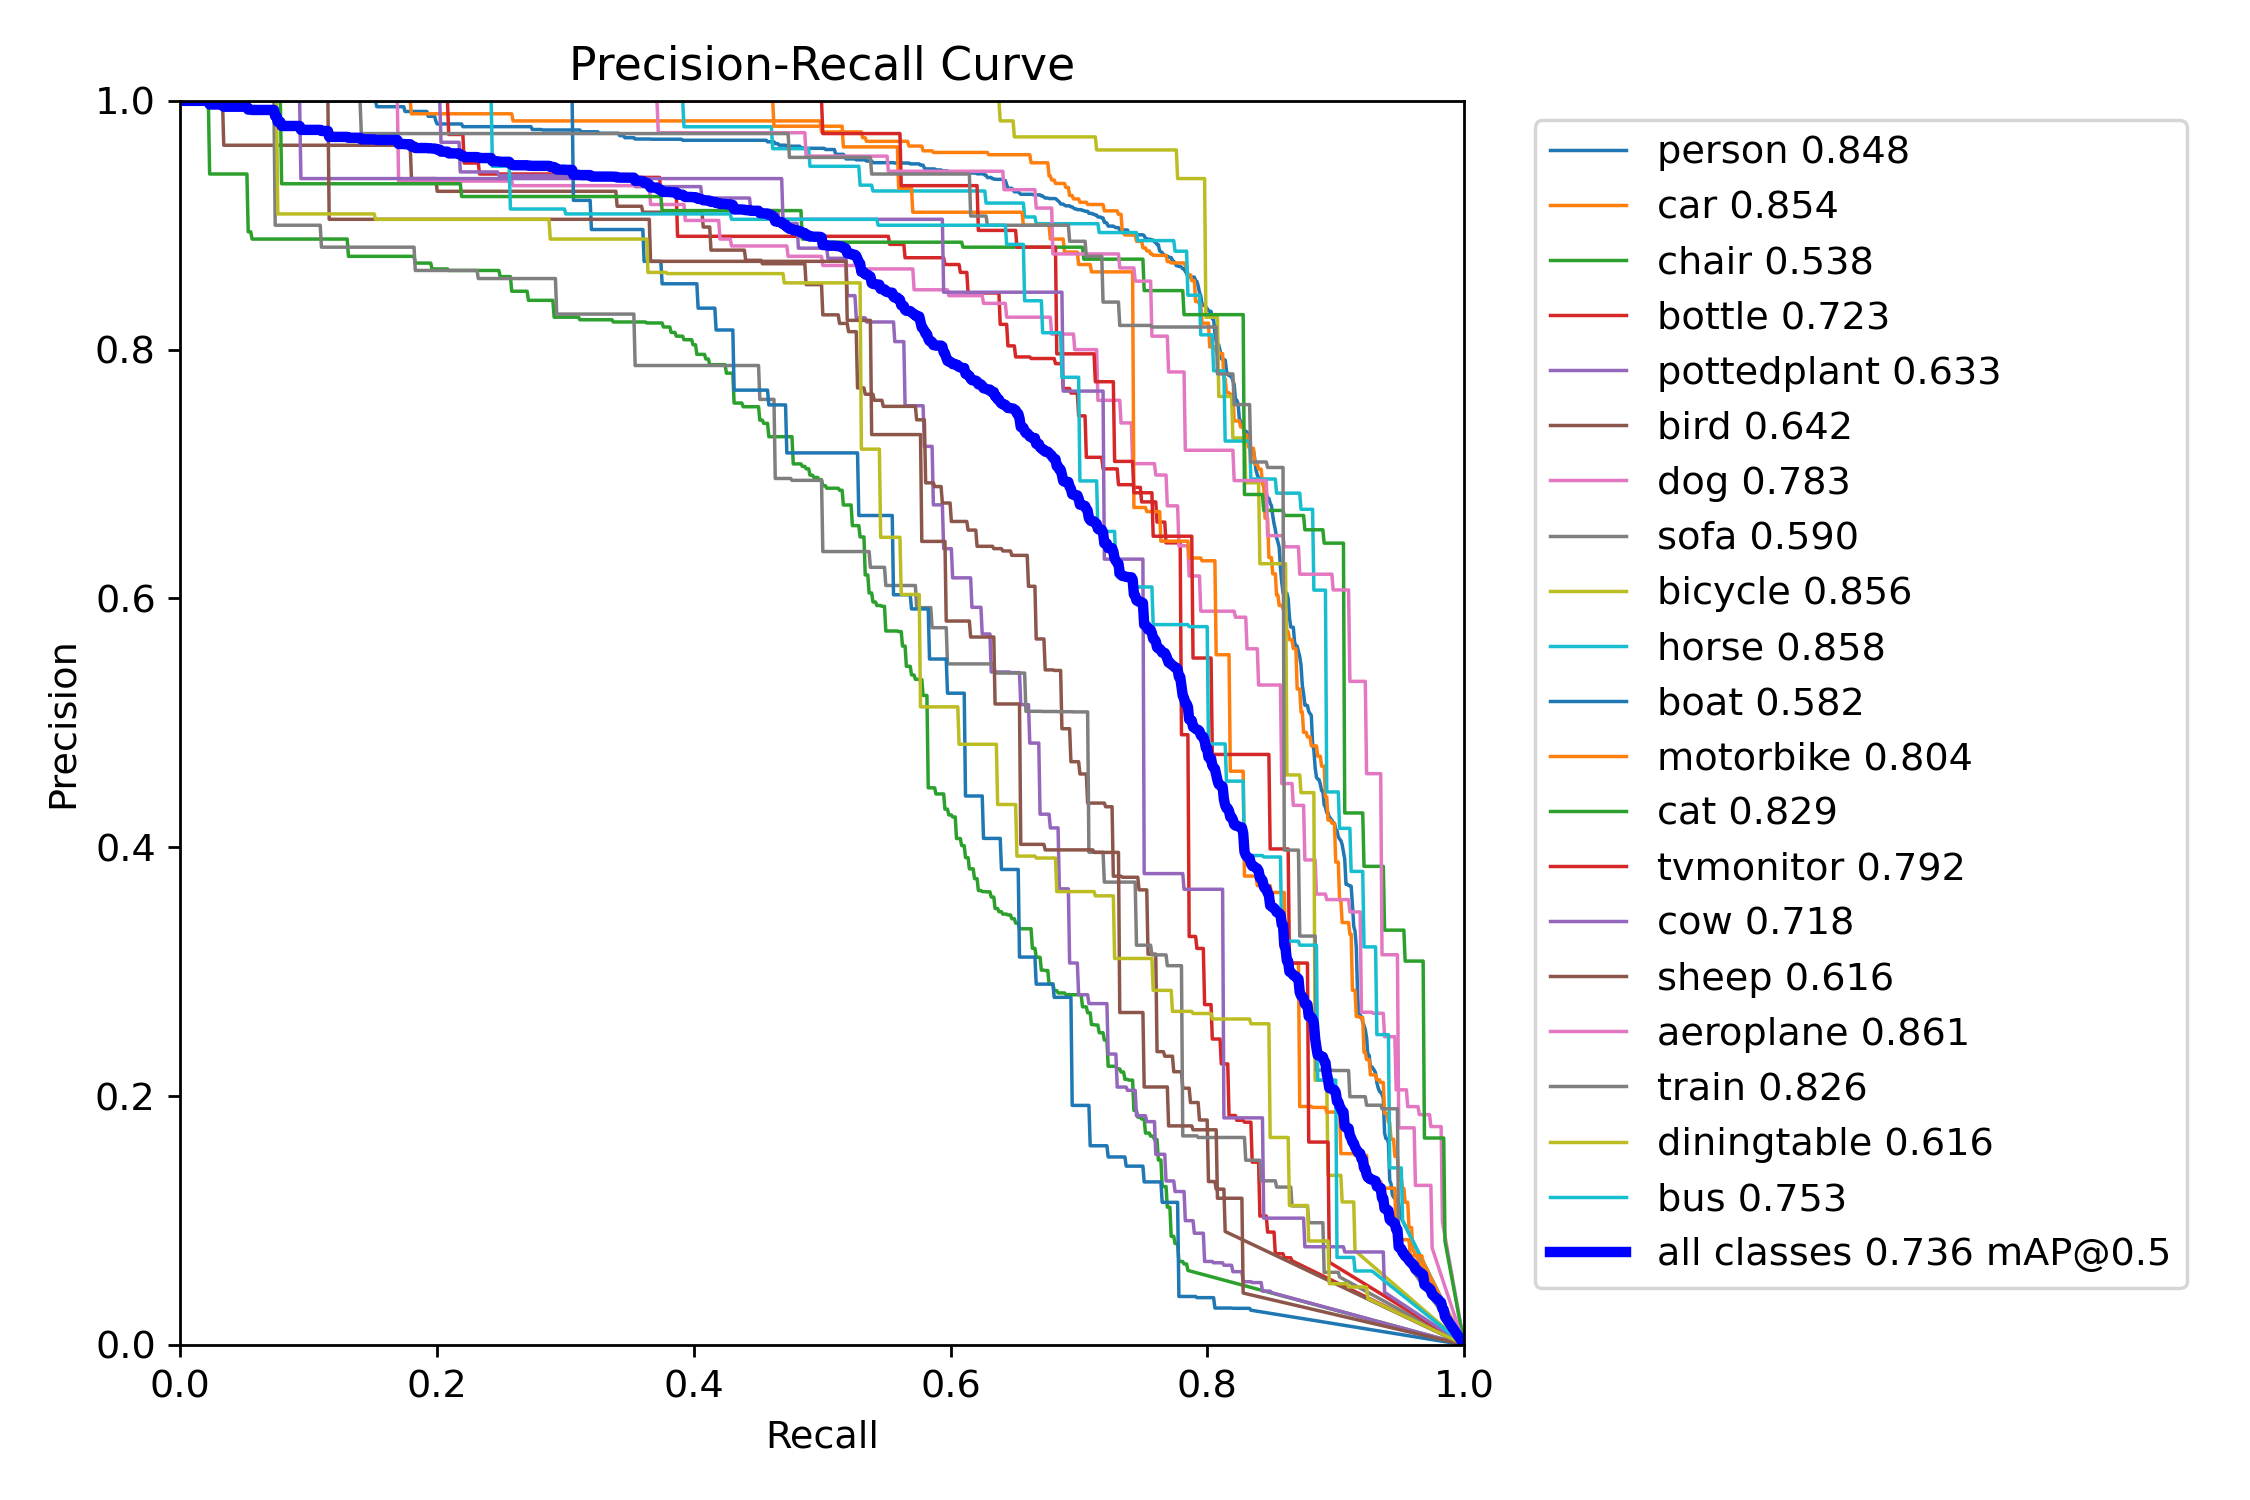 Precision-Recall Curve
1.0
0.8
0.6
0.4
0.2
0.0
Precision
0.0 0.2 0.4 0.6 0.8 1.0
Recall
person 0.848
car 0.854
chair 0.538
bottle 0.723
pottedplant 0.633
bird 0.642
dog 0.783
sofa 0.590
bicycle 0.856
horse 0.858
boat 0.582
motorbike 0.804
cat 0.829
tvmonitor 0.792
cow 0.718
sheep 0.616
aeroplane 0.861
train 0.826
diningtable 0.616
bus 0.753
all classes 0.736 mAP@0.5